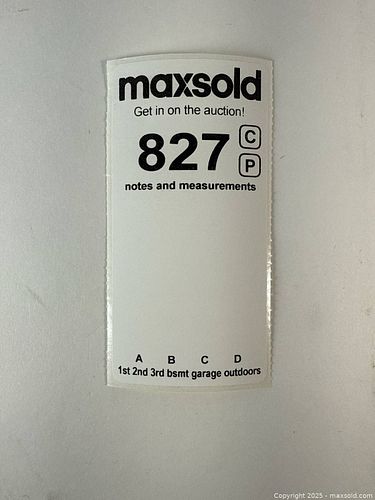 maxsold
Get in on the auction!
827 C
P
notes and measurements
A B C D
1st 2nd 3rd bsmt garage outdoors
Copyright 2025 - maxsold.com